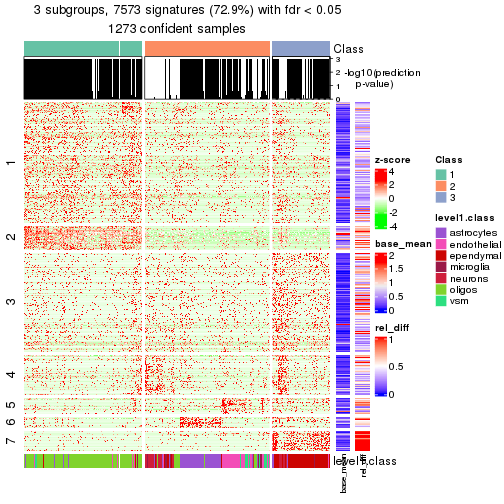 3 subgroups, 7573 signatures (72.9%) with fdr < 0.05
1273 confident samples
Class
3
2
1
0
-log10(prediction
p-value)
1
2
3
4
5
6
7
z-score
4
2
0
-2
-4
base_mean
2
1.5
1
0.5
0
rel_diff
1
0.5
0
Class
1
2
3
level1.class
astrocytes
endothelial
ependymal
microglia
neurons
oligos
vsm
level1.class